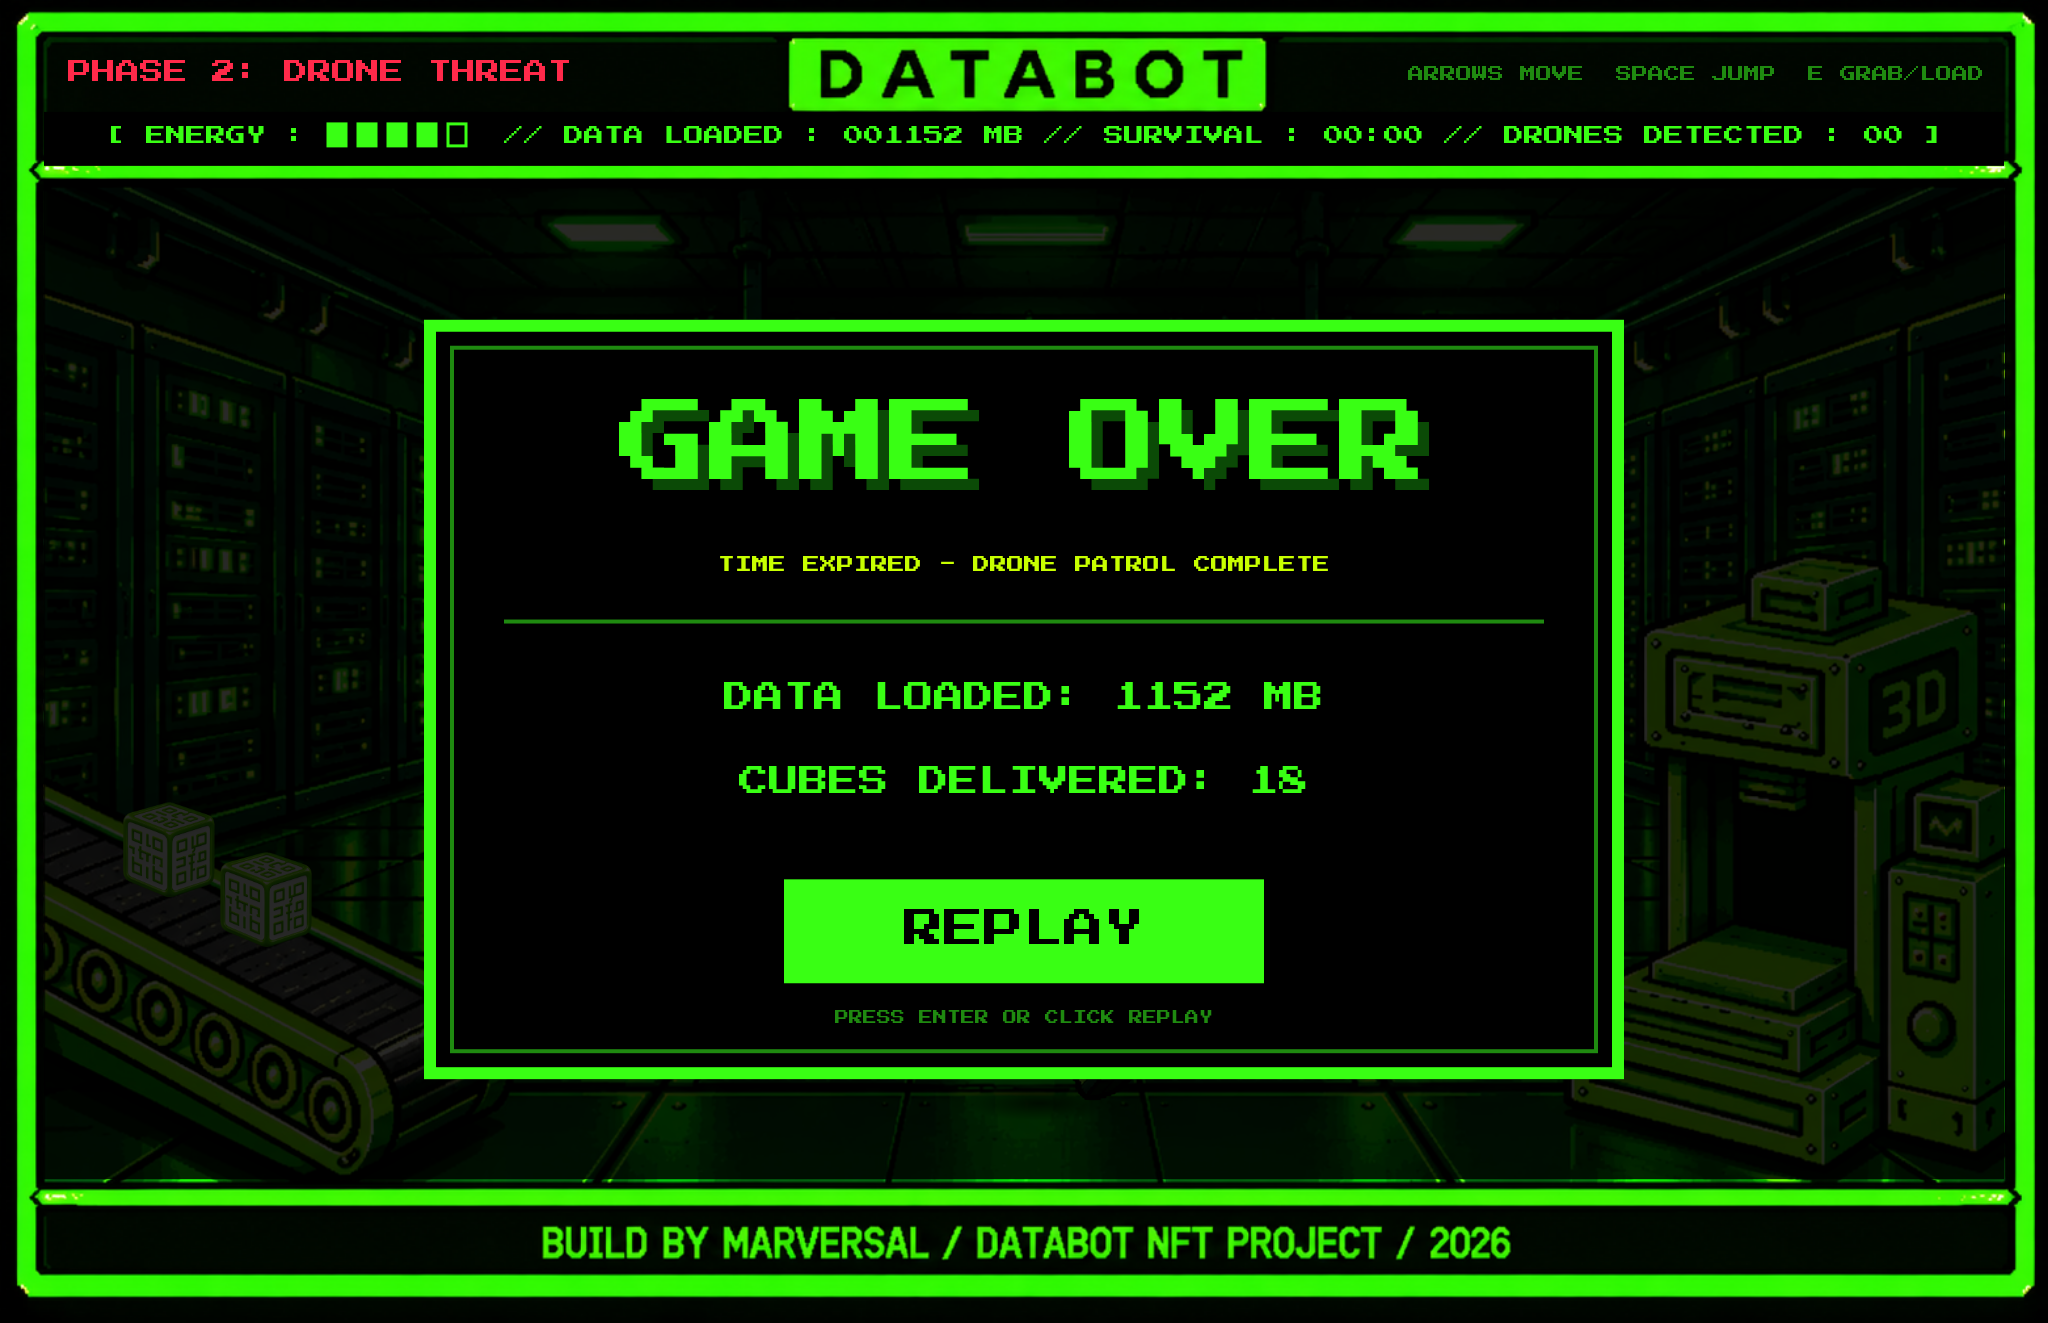 PHASE 2: DRONE THREAT
DATABOT
ARROWS MOVE SPACE JUMP E GRAB/LOAD
[ ENERGY : // DATA LOADED : 001152 MB // SURVIVAL : 00:00 // DRONES DETECTED : 00 ]
GAME OVER
TIME EXPIRED - DRONE PATROL COMPLETE
DATA LOADED: 1152 MB
CUBES DELIVERED: 18
REPLAY
PRESS ENTER OR CLICK REPLAY
3D
BUILD BY MARVERSAL / DATABOT NFT PROJECT / 2026